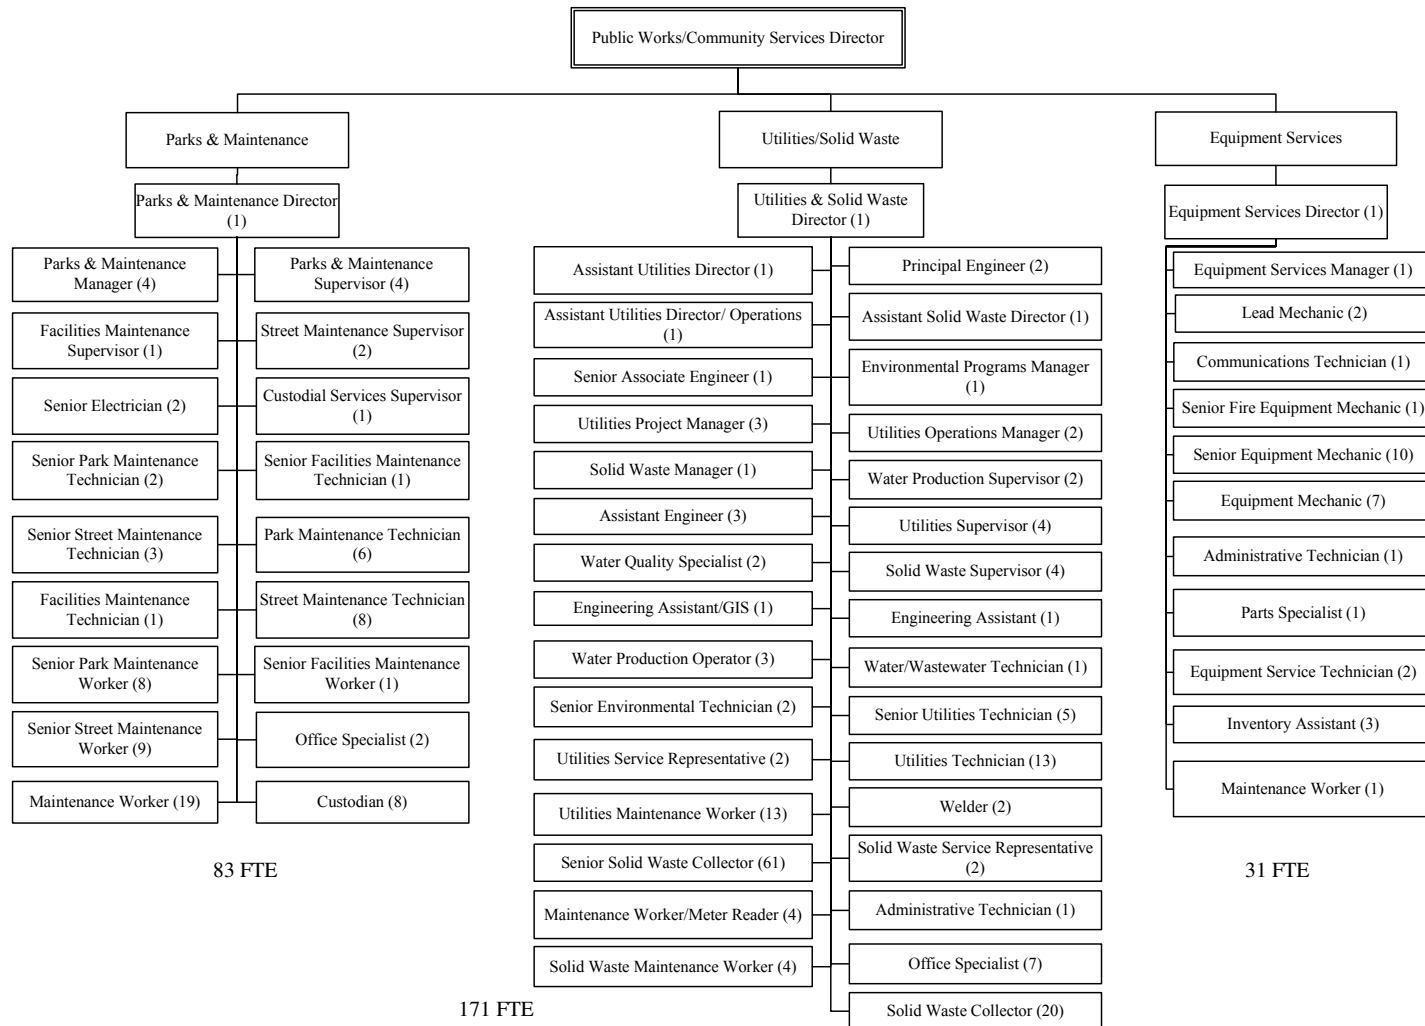 Public Works/Community Services Director
Parks & Maintenance
Utilities/Solid Waste
Equipment Services
Parks & Maintenance Director
(1)
Utilities & Solid Waste
Director (1)
Equipment Services Director (1)
Parks & Maintenance
Manager (4)
Parks & Maintenance
Supervisor (4)
Facilities Maintenance
Supervisor (1)
Street Maintenance Supervisor
(2)
Senior Electrician (2)
Custodial Services Supervisor
(1)
Senior Park Maintenance
Technician (2)
Senior Facilities Maintenance
Technician (1)
Senior Street Maintenance
Technician (3)
Park Maintenance Technician
(6)
Facilities Maintenance
Technician (1)
Street Maintenance Technician
(8)
Senior Park Maintenance
Worker (8)
Senior Facilities Maintenance
Worker (1)
Senior Street Maintenance
Worker (9)
Office Specialist (2)
Maintenance Worker (19)
Custodian (8)
83 FTE
Assistant Utilities Director (1)
Principal Engineer (2)
Assistant Utilities Director/ Operations
(1)
Assistant Solid Waste Director (1)
Senior Associate Engineer (1)
Environmental Programs Manager
(1)
Utilities Project Manager (3)
Utilities Operations Manager (2)
Solid Waste Manager (1)
Water Production Supervisor (2)
Assistant Engineer (3)
Utilities Supervisor (4)
Water Quality Specialist (2)
Solid Waste Supervisor (4)
Engineering Assistant/GIS (1)
Engineering Assistant (1)
Water Production Operator (3)
Water/Wastewater Technician (1)
Senior Environmental Technician (2)
Senior Utilities Technician (5)
Utilities Service Representative (2)
Utilities Technician (13)
Utilities Maintenance Worker (13)
Welder (2)
Senior Solid Waste Collector (61)
Solid Waste Service Representative
(2)
Maintenance Worker/Meter Reader (4)
Administrative Technician (1)
Solid Waste Maintenance Worker (4)
Office Specialist (7)
Solid Waste Collector (20)
171 FTE
Equipment Services Manager (1)
Lead Mechanic (2)
Communications Technician (1)
Senior Fire Equipment Mechanic (1)
Senior Equipment Mechanic (10)
Equipment Mechanic (7)
Administrative Technician (1)
Parts Specialist (1)
Equipment Service Technician (2)
Inventory Assistant (3)
Maintenance Worker (1)
31 FTE